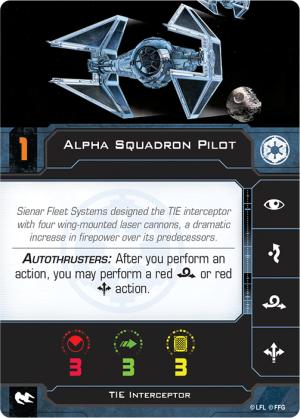 1
ALPHA SQUADRON PILOT
Sienar Fleet Systems designed the TIE interceptor
with four wing-mounted laser cannons, a dramatic
increase in firepower over its predecessors.
AUTOTHRUSTERS: After you perform an
action, you may perform a red or red
action.
3 3 3
TIE INTERCEPTOR
© LFL © FFG